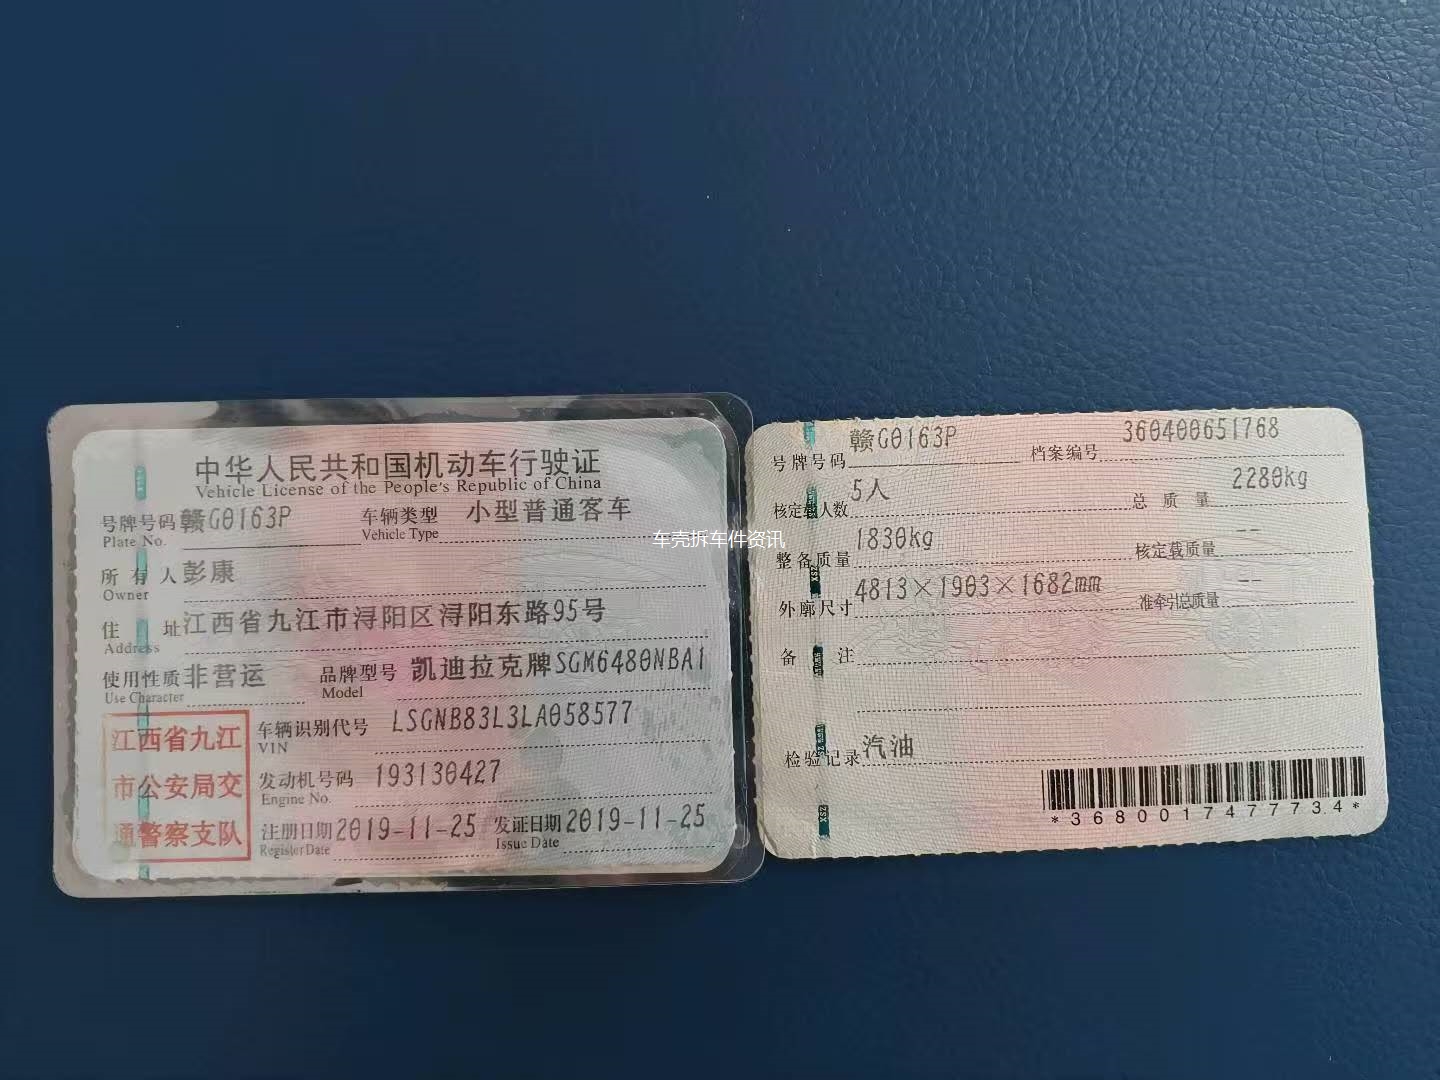 中华人民共和国机动车行驶证
Vehicle License of the People's Republic of China
号牌号码 赣G0163P 车辆类型 小型普通客车
Plate No. Vehicle Type
所有人 彭康
Owner
住址 江西省九江市浔阳区浔阳东路95号
Address
使用性质 非营运 品牌型号 凯迪拉克牌SGM6480NBA1
Use Character Model
江西省九江
市公安局交
通警察支队
车辆识别代号 LSGNB83L3LA058577
VIN
发动机号码 193130427
Engine No.
注册日期 2019-11-25 发证日期 2019-11-25
Register Date Issue Date
车壳拆车件资讯
号牌号码 赣G0163P 档案编号 360400651768
核定载人数 5人 总质量 2280kg
整备质量 1830kg 核定载质量 --
外廓尺寸 4813×1903×1682mm 准牵引总质量 --
备注
检验记录 汽油
*3680017477734*